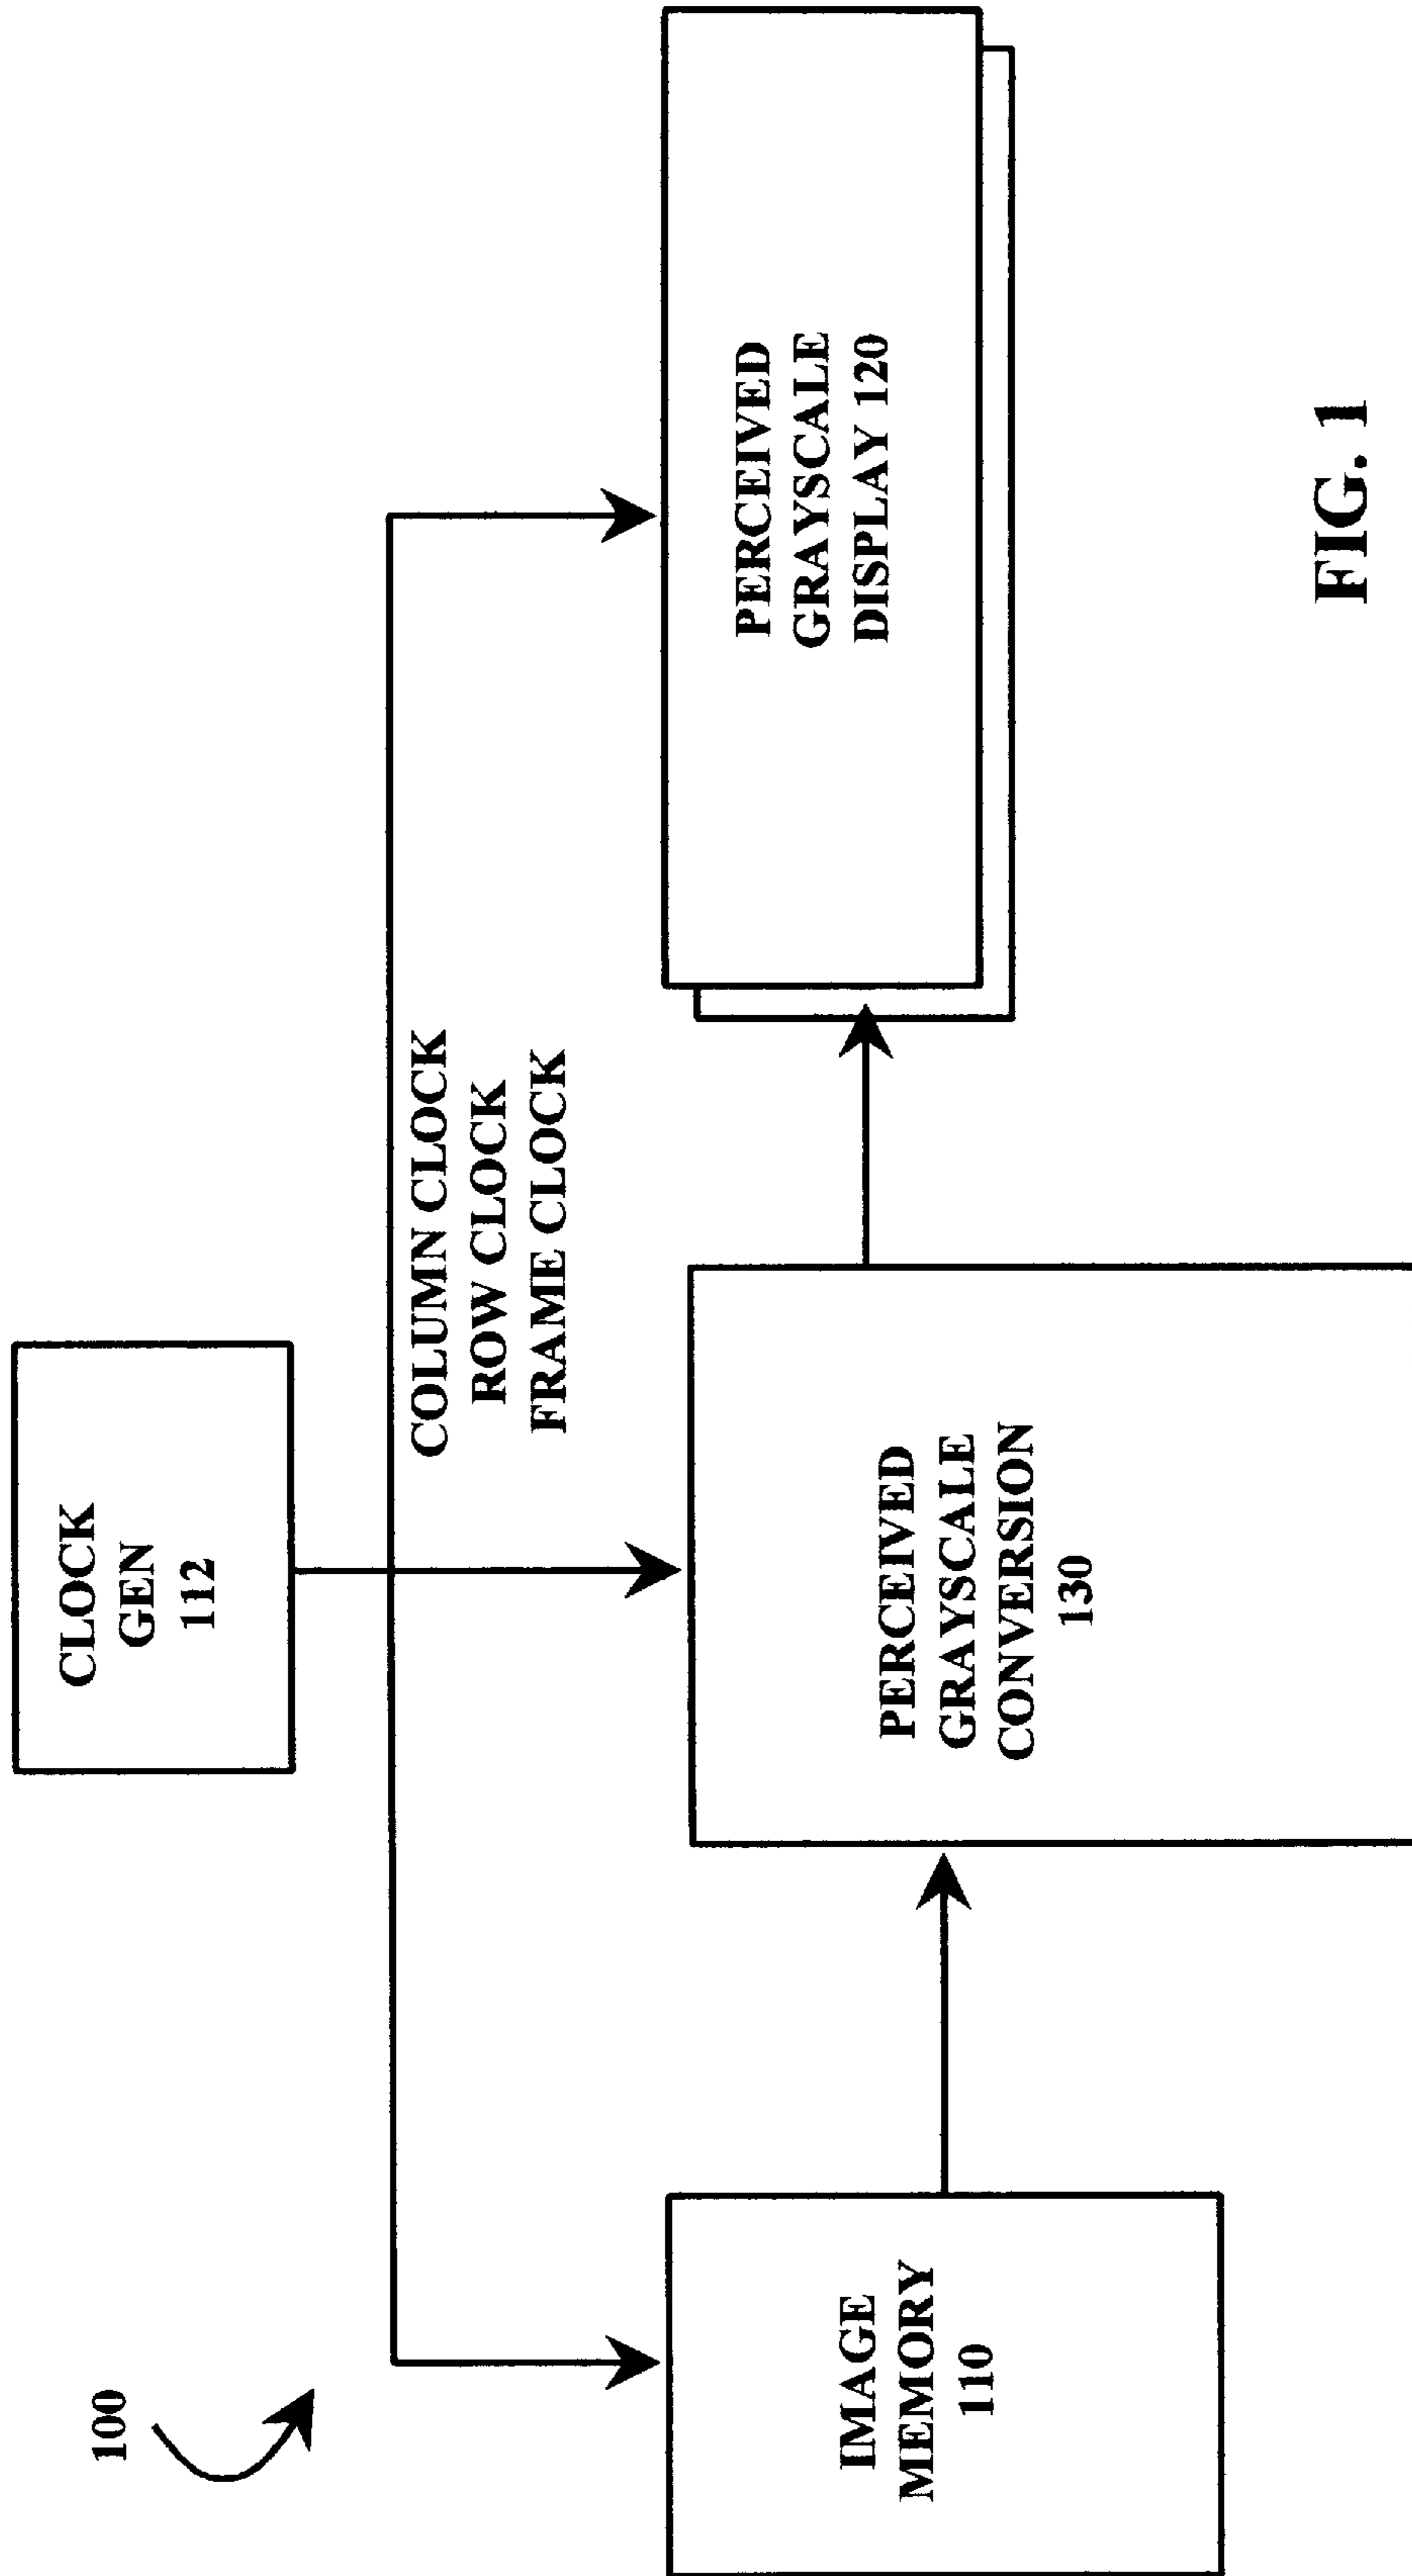 100
CLOCK
GEN
112
COLUMN CLOCK
ROW CLOCK
FRAME CLOCK
IMAGE
MEMORY
110
PERCEIVED
GRAYSCALE
CONVERSION
130
PERCEIVED
GRAYSCALE
DISPLAY 120
FIG. 1